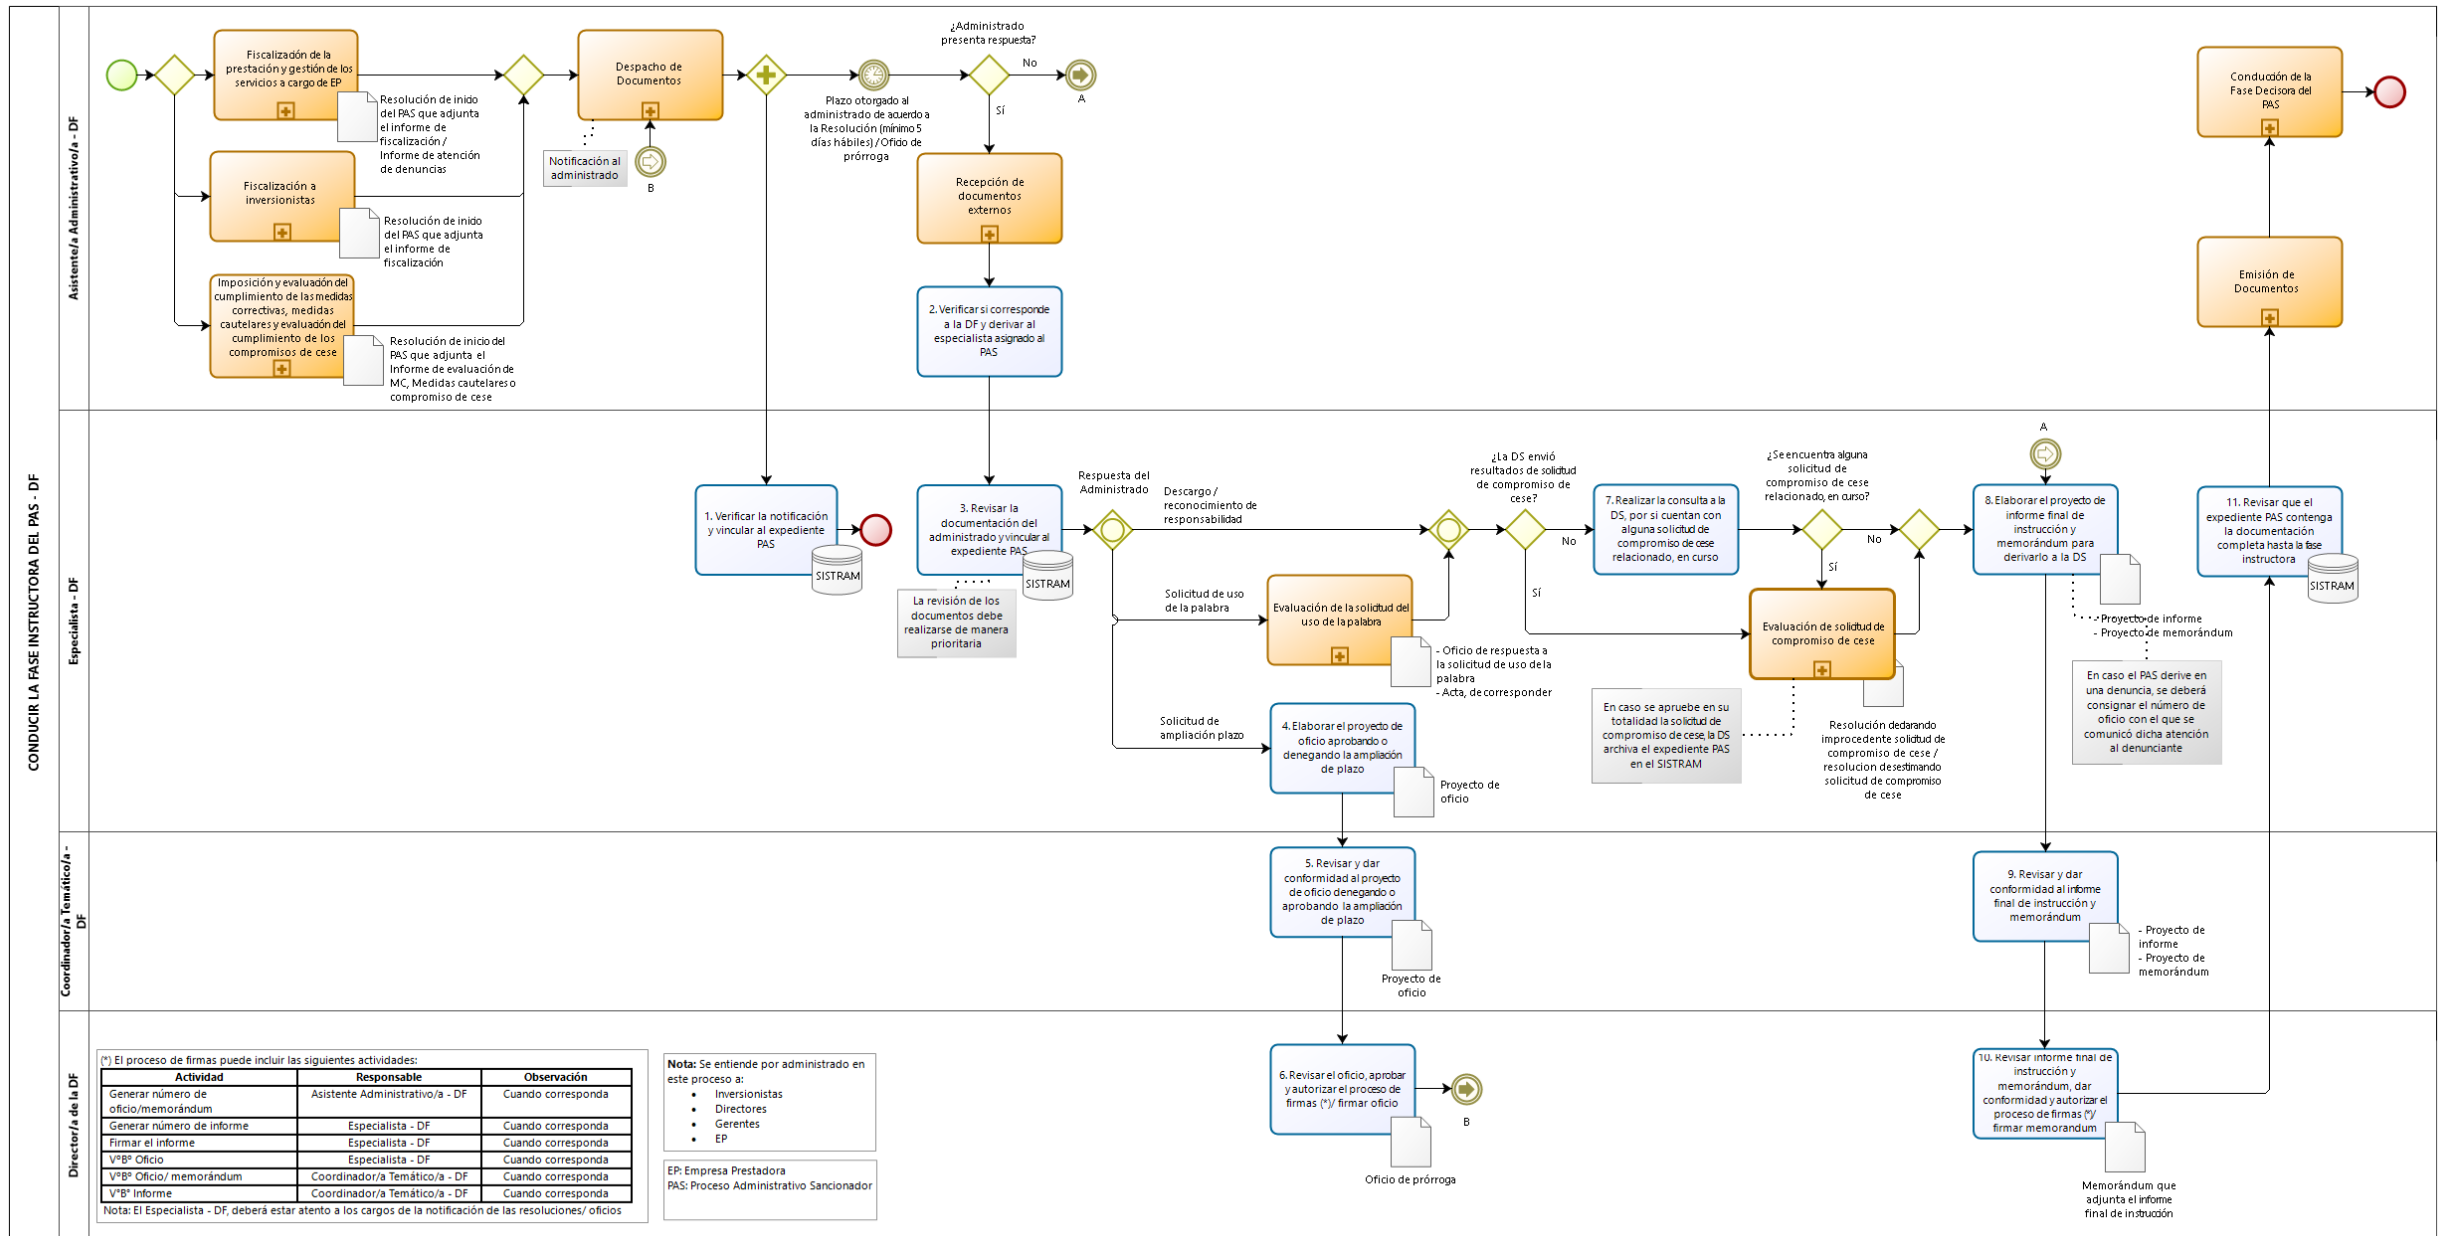 CONDUCIR LA FASE INSTRUCTORA DEL PAS - DF
Asistente/a Administrativo/a - DF
Fiscalización de la
prestación y gestión de los
servicios a cargo de EP
Resolución de inicio
del PAS que adjunta
el informe de
fiscalización /
Informe de atención
de denuncias
Fiscalización a
inversionistas
Resolución de inicio
del PAS que adjunta
el informe de
fiscalización
Imposición y evaluación del
cumplimiento de las medidas
correctivas, medidas
cautelares y evaluación del
cumplimiento de los
compromisos de cese
Resolución de inicio del
PAS que adjunta el
Informe de evaluación de
MC, Medidas cautelares o
compromiso de cese
Despacho de
Documentos
Notificación al
administrado
B
Plazo otorgado al
administrado de acuerdo a
la Resolución (mínimo 5
días hábiles) / Oficio de
prórroga
¿Administrado
presenta respuesta?
No
A
Sí
Recepción de
documentos
externos
2. Verificar si corresponde
a la DF y derivar al
especialista asignado al
PAS
Conducción de la
Fase Decisora del
PAS
Emisión de
Documentos
Especialista - DF
1. Verificar la notificación
y vincular al expediente
PAS
SISTRAM
3. Revisar la
documentación del
administrado y vincular al
expediente PAS
SISTRAM
La revisión de los
documentos debe
realizarse de manera
prioritaria
Respuesta del
Administrado
Descargo /
reconocimiento de
responsabilidad
Solicitud de uso
de la palabra
Evaluación de la solicitud del
uso de la palabra
- Oficio de respuesta a
la solicitud de uso de la
palabra
- Acta, de corresponder
Solicitud de
ampliación plazo
4. Elaborar el proyecto de
oficio aprobando o
denegando la ampliación
de plazo
Proyecto de
oficio
¿La DS envió
resultados de solicitud
de compromiso de
cese?
No
Sí
7. Realizar la consulta a la
DS, por si cuentan con
alguna solicitud de
compromiso de cese
relacionado, en curso
¿Se encuentra alguna
solicitud de
compromiso de cese
relacionado, en curso?
No
Sí
Evaluación de solicitud de
compromiso de cese
En caso se apruebe en su
totalidad la solicitud de
compromiso de cese, la DS
archiva el expediente PAS
en el SISTRAM
Resolución declarando
improcedente solicitud de
compromiso de cese /
resolucion desestimando
solicitud de compromiso
de cese
A
8. Elaborar el proyecto de
informe final de
instrucción y
memorándum para
derivarlo a la DS
- Proyecto de informe
- Proyecto de memorándum
En caso el PAS derive en
una denuncia, se deberá
consignar el número de
oficio con el que se
comunicó dicha atención
al denunciante
11. Revisar que el
expediente PAS contenga
la documentación
completa hasta la fase
instructora
SISTRAM
Coordinador/a Temático/a -
DF
5. Revisar y dar
conformidad al proyecto
de oficio denegando o
aprobando la ampliación
de plazo
Proyecto de
oficio
9. Revisar y dar
conformidad al informe
final de instrucción y
memorándum
- Proyecto de
informe
- Proyecto de
memorándum
Director/a de la DF
(*) El proceso de firmas puede incluir las siguientes actividades:
Actividad Responsable Observación
Generar número de
oficio/memorándum Asistente Administrativo/a - DF Cuando corresponda
Generar número de informe Especialista - DF Cuando corresponda
Firmar el informe Especialista - DF Cuando corresponda
V°B° Oficio Especialista - DF Cuando corresponda
V°B° Oficio/ memorándum Coordinador/a Temático/a - DF Cuando corresponda
V°B° Informe Coordinador/a Temático/a - DF Cuando corresponda
Nota: El Especialista - DF, deberá estar atento a los cargos de la notificación de las resoluciones/ oficios
Nota: Se entiende por administrado en
este proceso a:
• Inversionistas
• Directores
• Gerentes
• EP
EP: Empresa Prestadora
PAS: Proceso Administrativo Sancionador
6. Revisar el oficio, aprobar
y autorizar el proceso de
firmas (*)/ firmar oficio
B
Oficio de prórroga
10. Revisar informe final de
instrucción y
memorándum, dar
conformidad y autorizar el
proceso de firmas (*)/
firmar memorandum
Memorándum que
adjunta el informe
final de instrucción